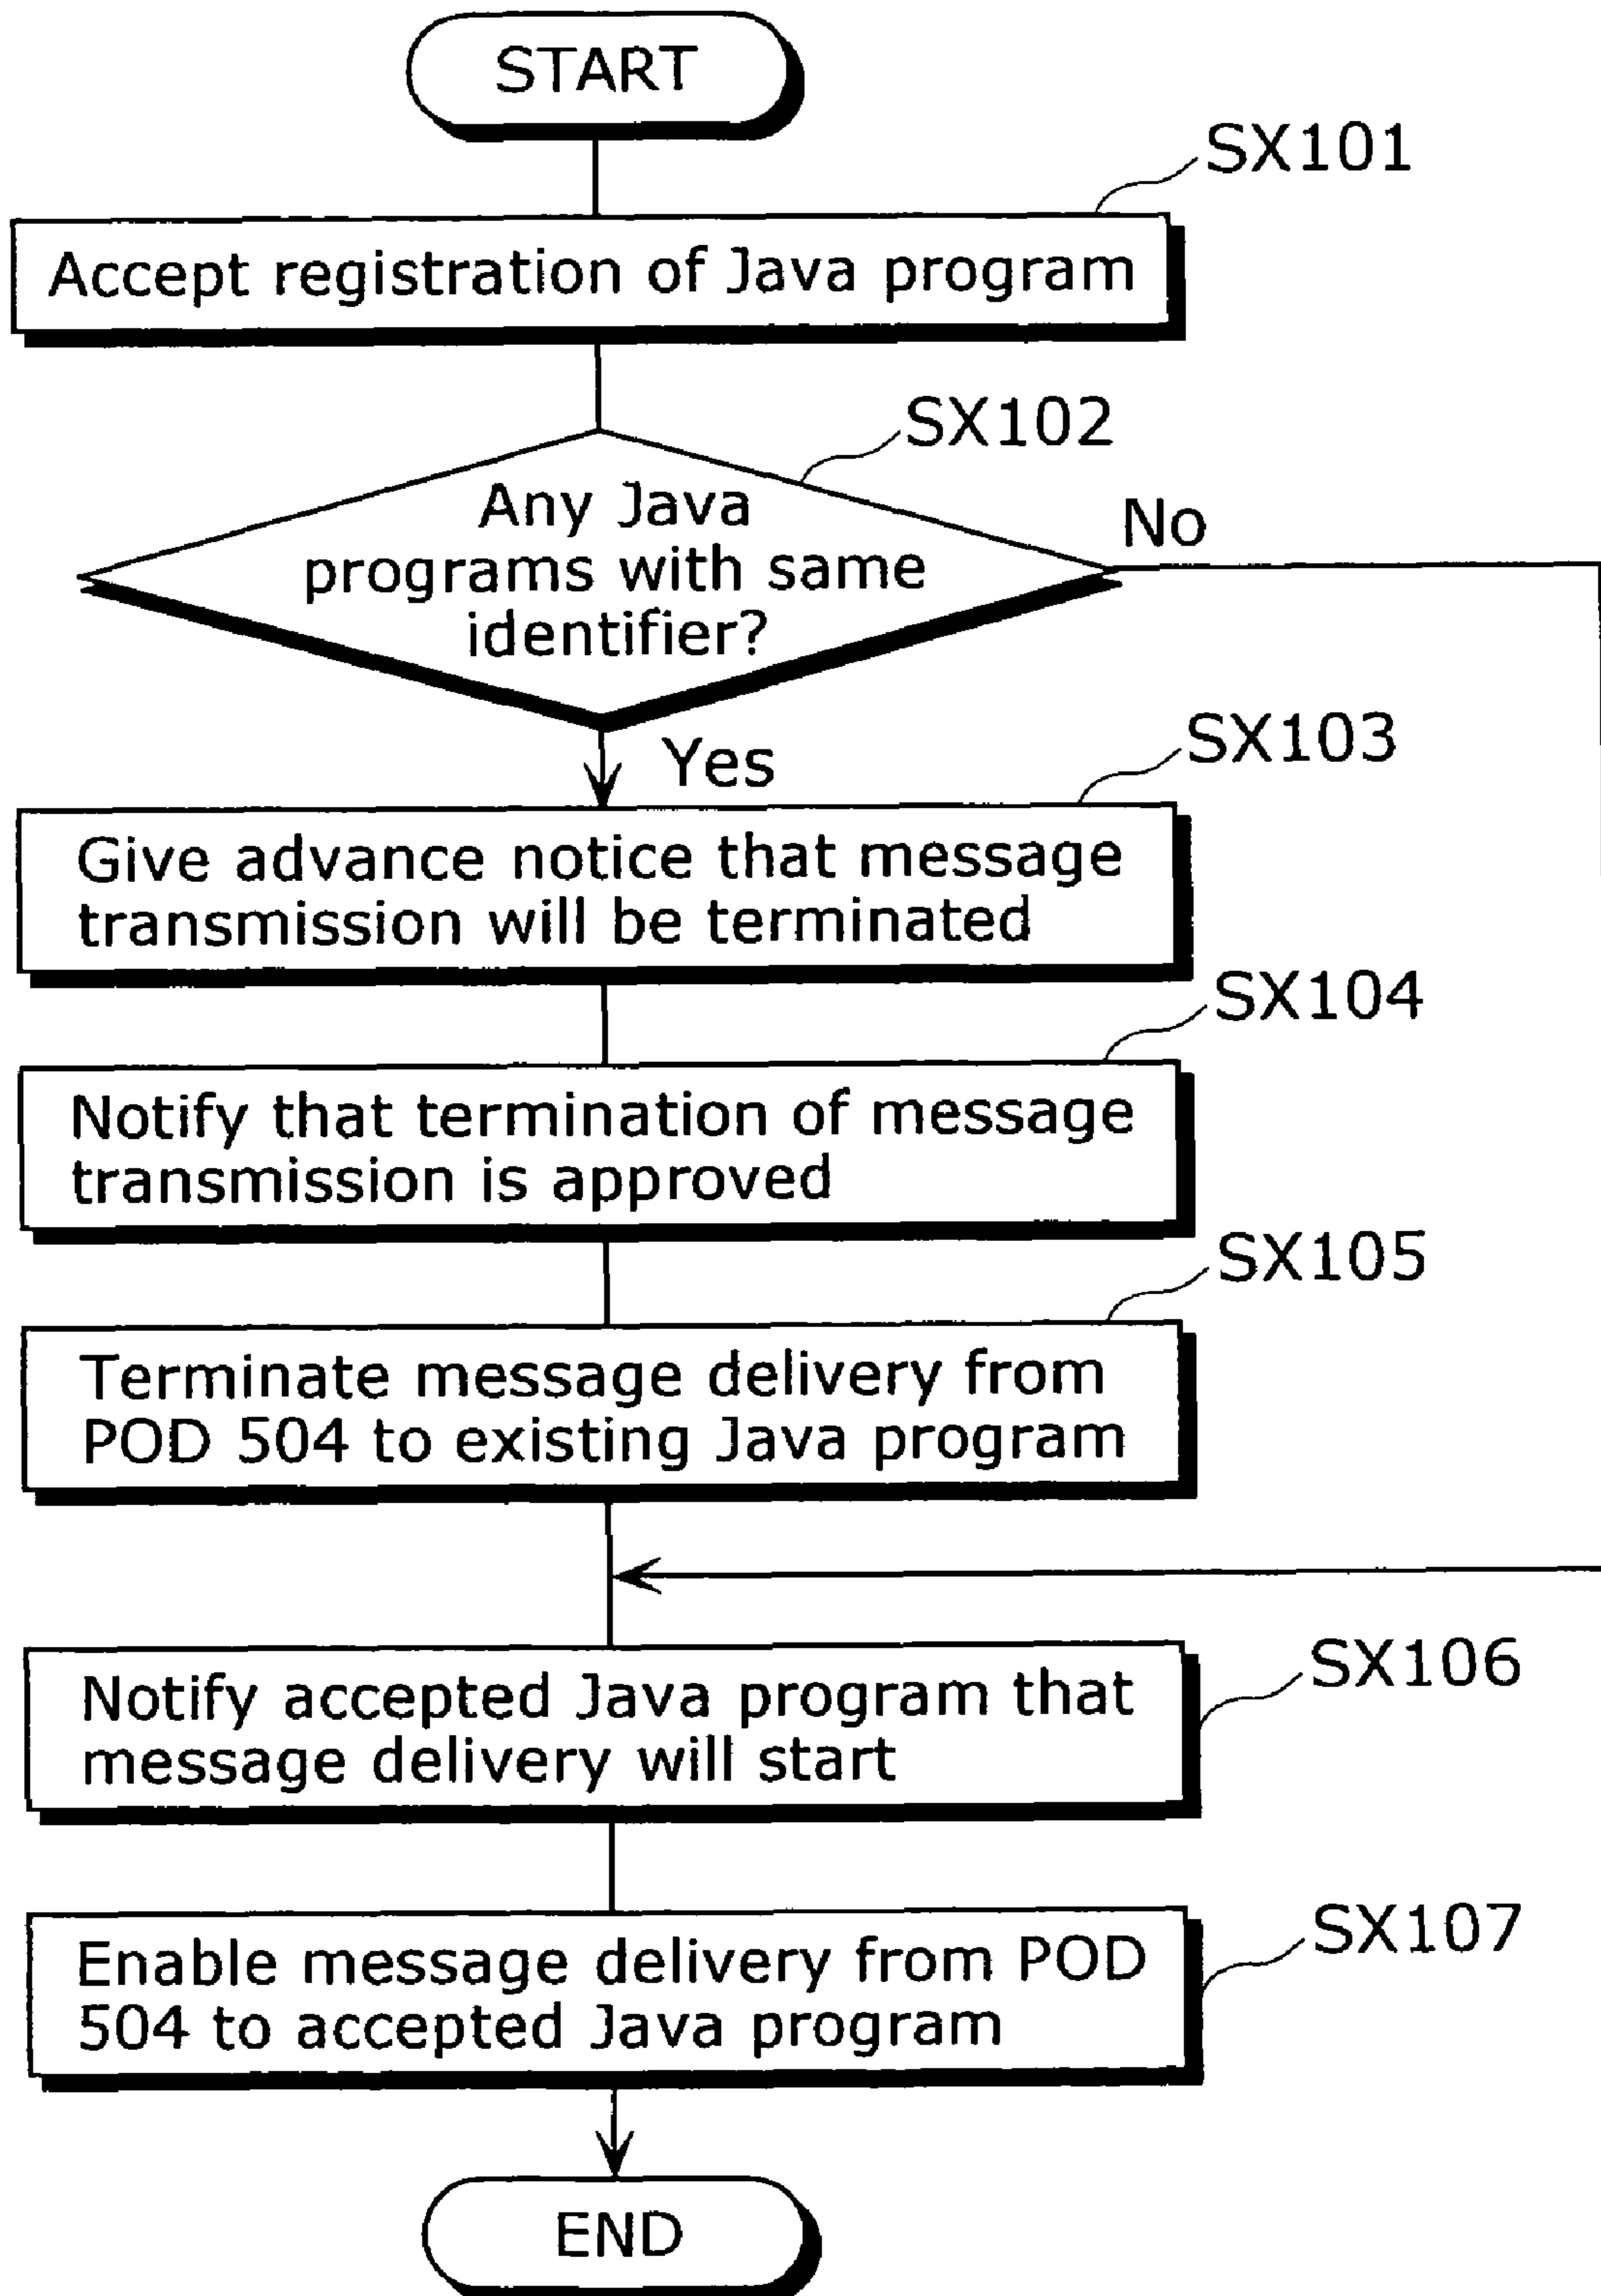 START
SX101
Accept registration of Java program
SX102
Any Java
programs with same
identifier?
No
Yes
SX103
Give advance notice that message
transmission will be terminated
SX104
Notify that termination of message
transmission is approved
SX105
Terminate message delivery from
POD 504 to existing Java program
SX106
Notify accepted Java program that
message delivery will start
SX107
Enable message delivery from POD
504 to accepted Java program
END